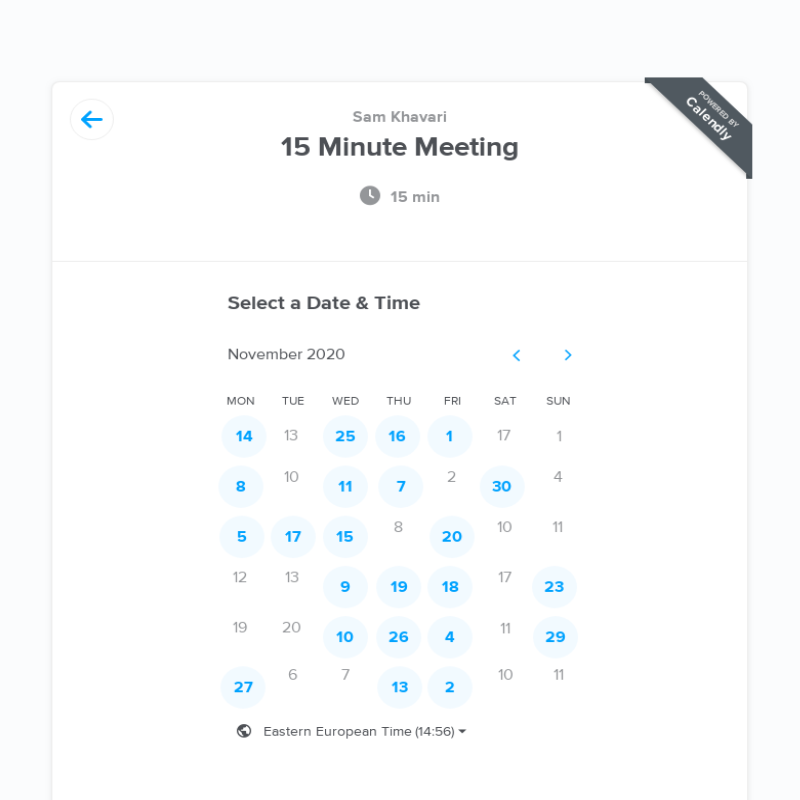 POWERED BY
Calendly
Sam Khavari
15 Minute Meeting
15 min
Select a Date & Time
November 2020
MON TUE WED THU FRI SAT SUN
14 13 25 16 1 17 1
8 10 11 7 2 30 4
5 17 15 8 20 10 11
12 13 9 19 18 17 23
19 20 10 26 4 11 29
27 6 7 13 2 10 11
Eastern European Time (14:56)